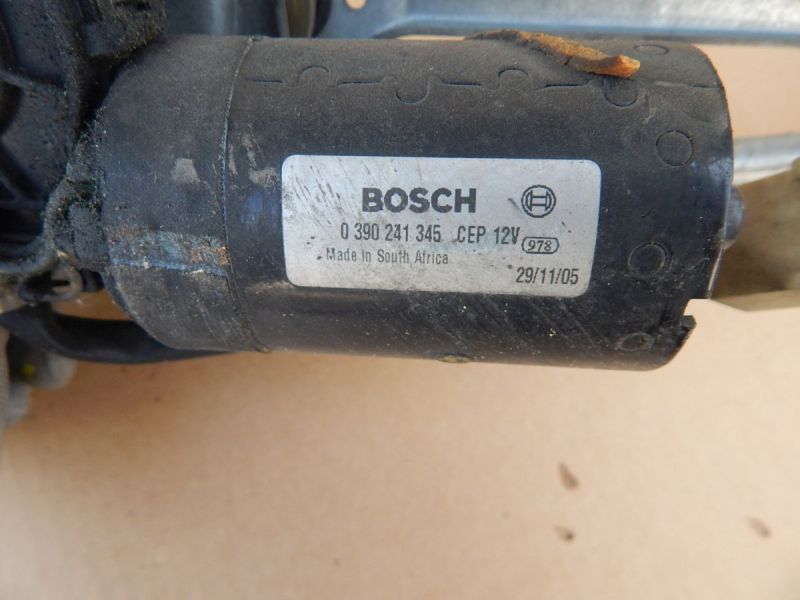 BOSCH
0 390 241 345 CEP 12V
978
Made in South Africa
29/11/05